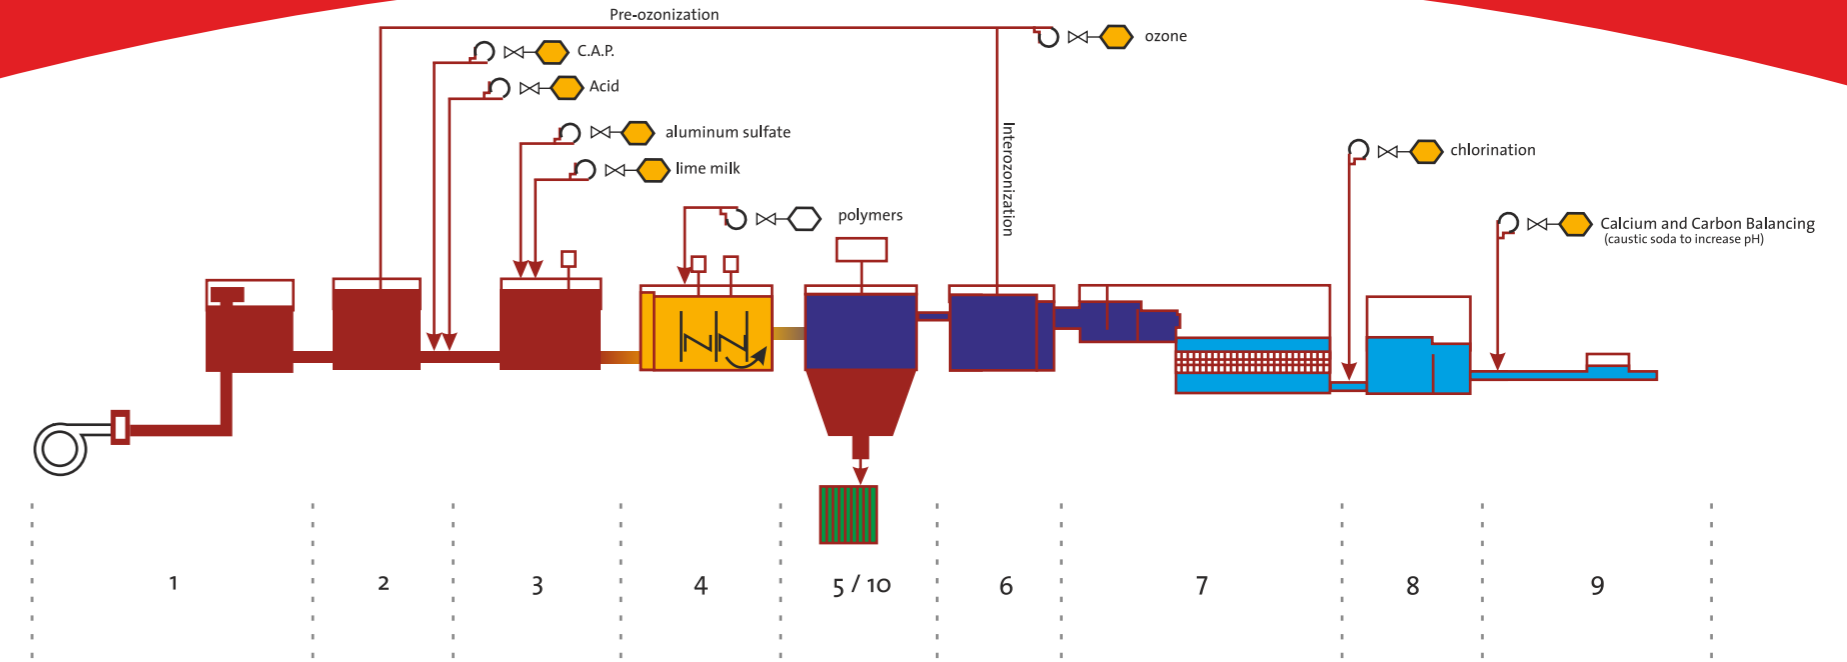 Pre-ozonization
ozone
C.A.P.
Acid
aluminum sulfate
lime milk
Interozonization
chlorination
polymers
Calcium and Carbon Balancing
(caustic soda to increase pH)
1
2
3
4
5 / 10
6
7
8
9